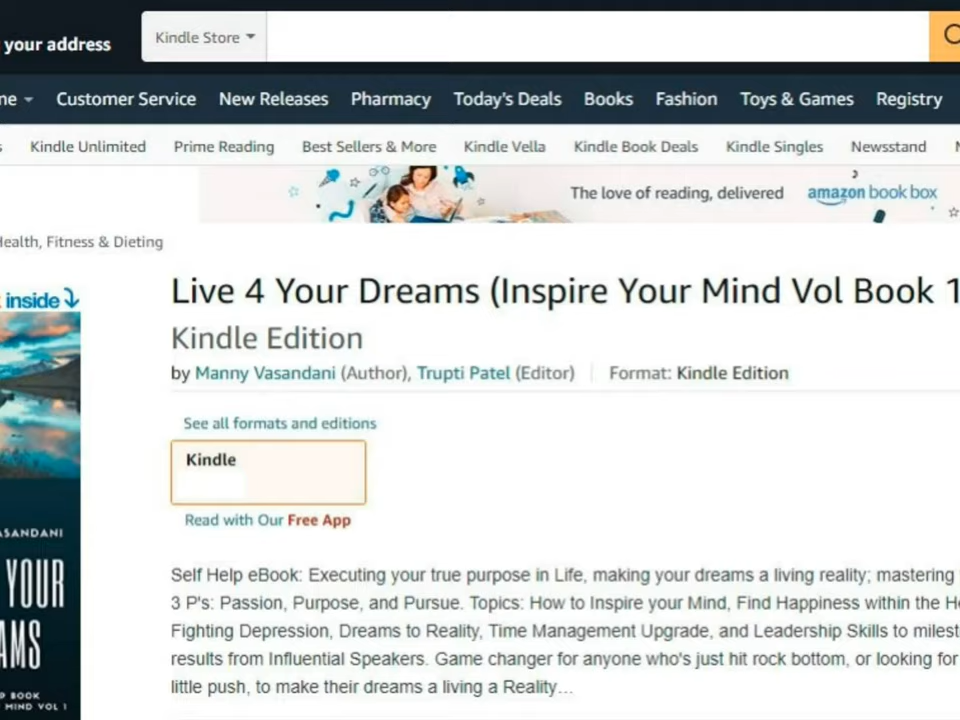 your address
Kindle Store
Customer Service New Releases Pharmacy Today's Deals Books Fashion Toys & Games Registry
Kindle Unlimited Prime Reading Best Sellers & More Kindle Vella Kindle Book Deals Kindle Singles Newsstand
The love of reading, delivered amazon book box
Health, Fitness & Dieting
inside
Live 4 Your Dreams (Inspire Your Mind Vol Book 1
Kindle Edition
by Manny Vasandani (Author), Trupti Patel (Editor) Format: Kindle Edition
See all formats and editions
Kindle
Read with Our Free App
ASANDANI
YOUR
AMS
BOOK
MIND VOL 1
Self Help eBook: Executing your true purpose in Life, making your dreams a living reality; mastering
3 P's: Passion, Purpose, and Pursue. Topics: How to Inspire your Mind, Find Happiness within the He
Fighting Depression, Dreams to Reality, Time Management Upgrade, and Leadership Skills to milest
results from Influential Speakers. Game changer for anyone who's just hit rock bottom, or looking for
little push, to make their dreams a living a Reality...